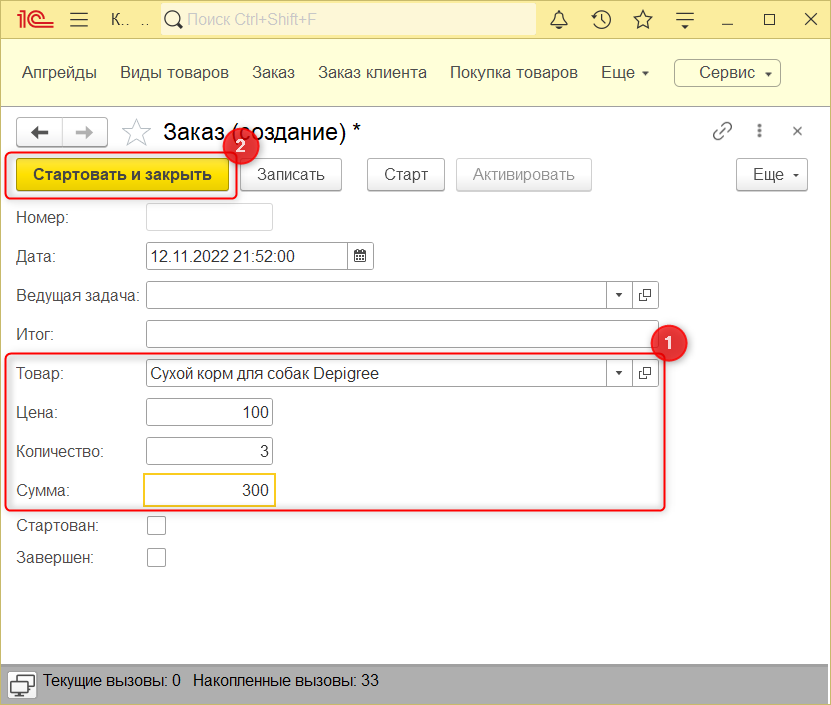 1С К.. .. Поиск Ctrl+Shift+F
Апгрейды Виды товаров Заказ Заказ клиента Покупка товаров Еще Сервис
Заказ (создание) *
2
Стартовать и закрыть Записать Старт Активировать Еще
Номер:
Дата: 12.11.2022 21:52:00
Ведущая задача:
Итог:
1
Товар: Сухой корм для собак Depigree
Цена: 100
Количество: 3
Сумма: 300
Стартован:
Завершен:
Текущие вызовы: 0 Накопленные вызовы: 33